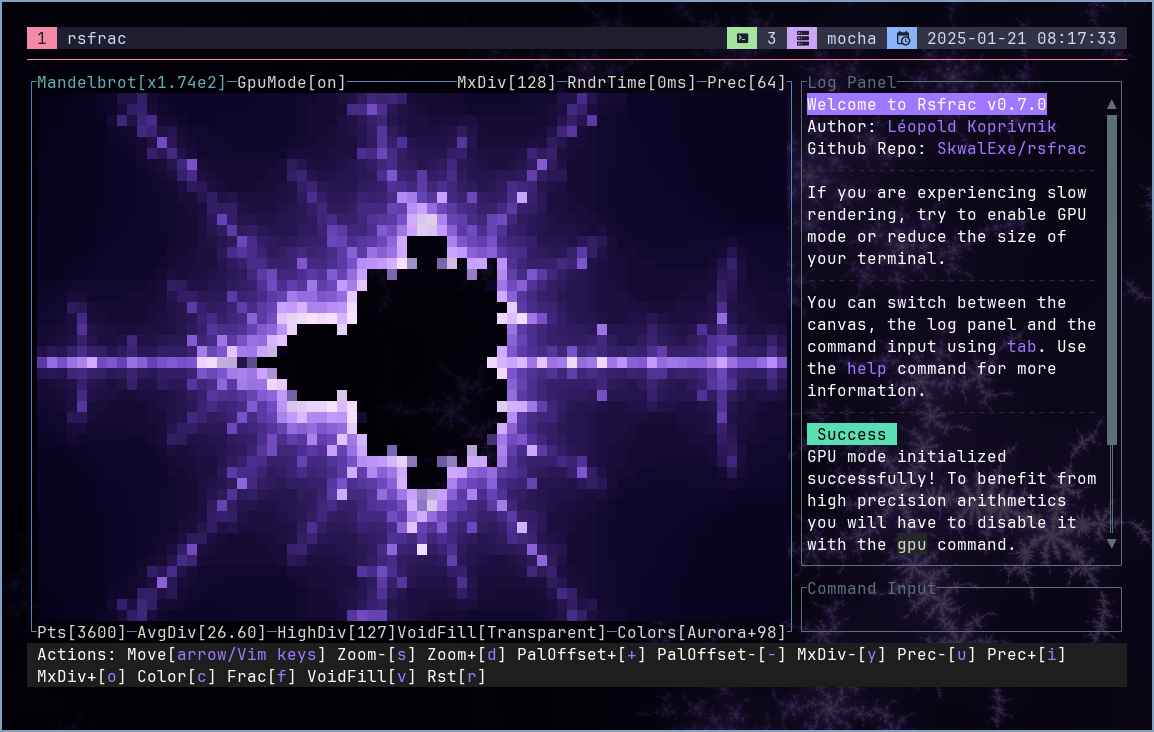 1 rsfrac 3 mocha 2025-01-21 08:17:33
Mandelbrot[x1.74e2] GpuMode[on] MxDiv[128] RndrTime[0ms] Prec[64]
Log Panel
Welcome to Rsfrac v0.7.0
Author: Léopold Koprivnik
Github Repo: SkwalExe/rsfrac
If you are experiencing slow
rendering, try to enable GPU
mode or reduce the size of
your terminal.
You can switch between the
canvas, the log panel and the
command input using tab. Use
the help command for more
information.
Success
GPU mode initialized
successfully! To benefit from
high precision arithmetics
you will have to disable it
with the gpu command.
Command Input
Pts[3600] AvgDiv[26.60] HighDiv[127]VoidFill[Transparent] Colors[Aurora+98]
Actions: Move[arrow/Vim keys] Zoom-[s] Zoom+[d] PalOffset+[+] PalOffset-[-] MxDiv-[y] Prec-[u] Prec+[i]
MxDiv+[o] Color[c] Frac[f] VoidFill[v] Rst[r]